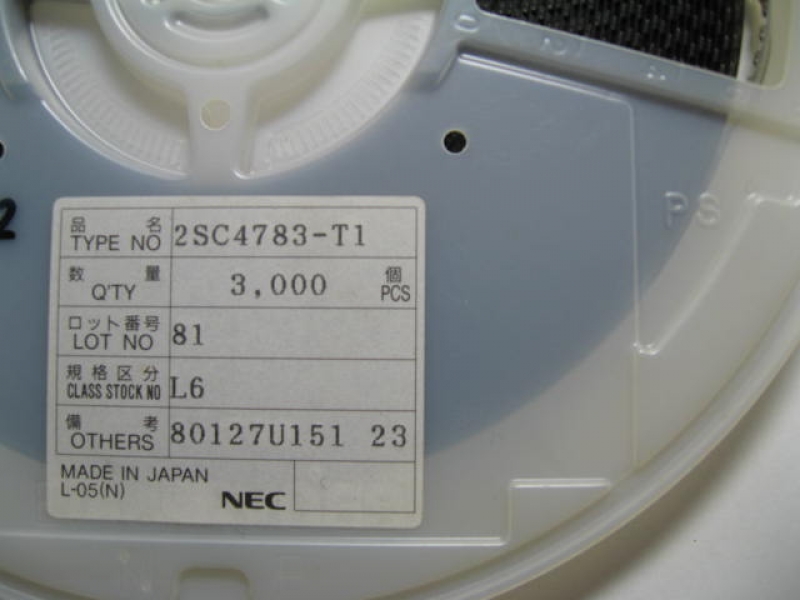 品名 2SC4783-T1
TYPE NO
数量 3,000 個
Q'TY PCS
ロット番号 81
LOT NO
規格区分 L6
CLASS STOCK NO
備考 80127U151 23
OTHERS
MADE IN JAPAN
L-05(N)
NEC
PS
2